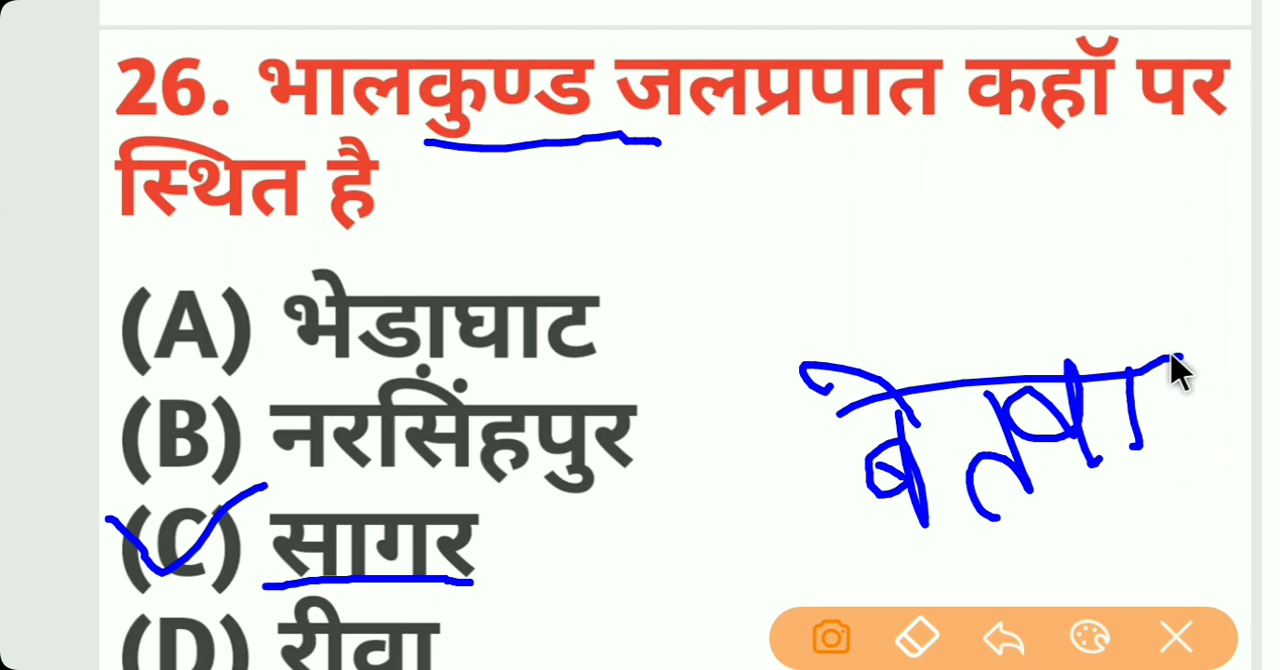 26. भालकुण्ड जलप्रपात कहॉ पर
स्थित है
(A) भेड़ाघाट
(B) नरसिंहपुर
(C) सागर
बेतवा
(D) रीवा